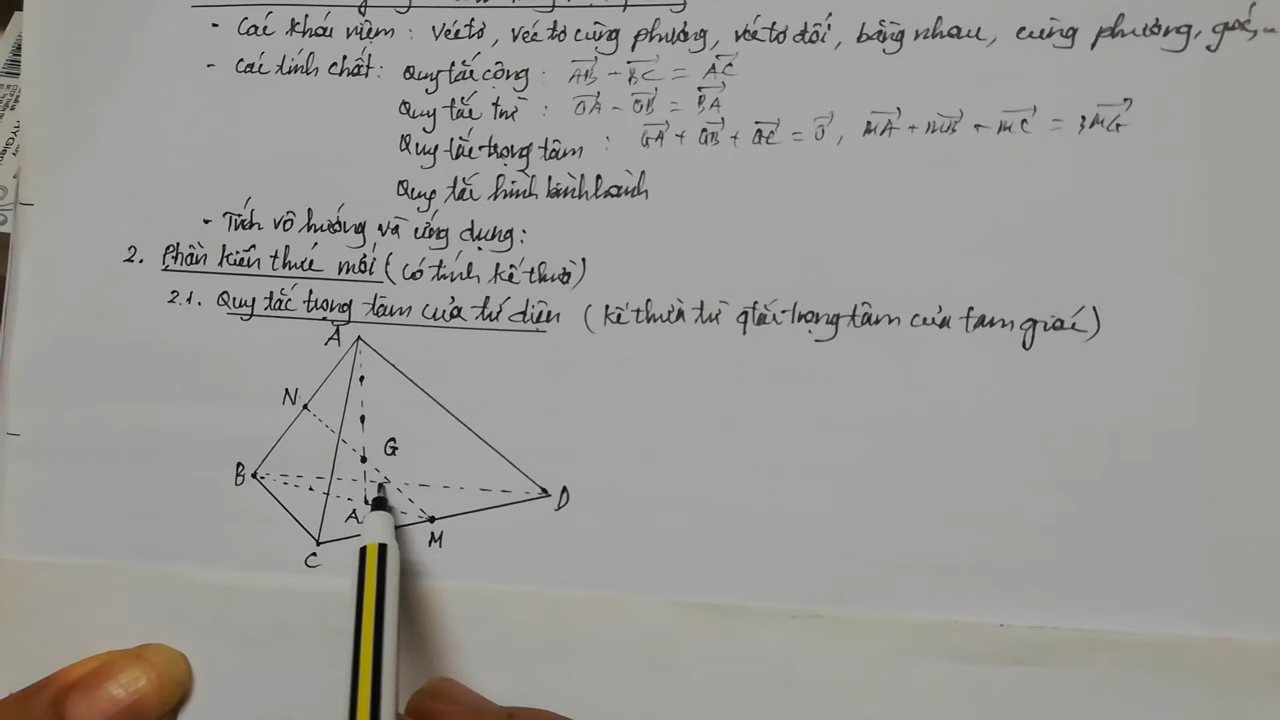 - Các khái niệm : véctơ, véctơ cùng phương, véctơ đối, bằng nhau, cùng phương, góc,...
- Các tính chất: Quy tắc cộng : AB + BC = AC
Quy tắc trừ : OA - OB = BA
Quy tắc trọng tâm : GA + GB + GC = 0, MA + MB + MC = 3MG
Quy tắc hình bình hành
- Tích vô hướng và ứng dụng:
2. Phần kiến thức mới (có tính kế thừa)
2.1. Quy tắc trọng tâm của tứ diện (kế thừa từ qtắc trọng tâm của tam giác)
A
N
G
B
A
D
M
C